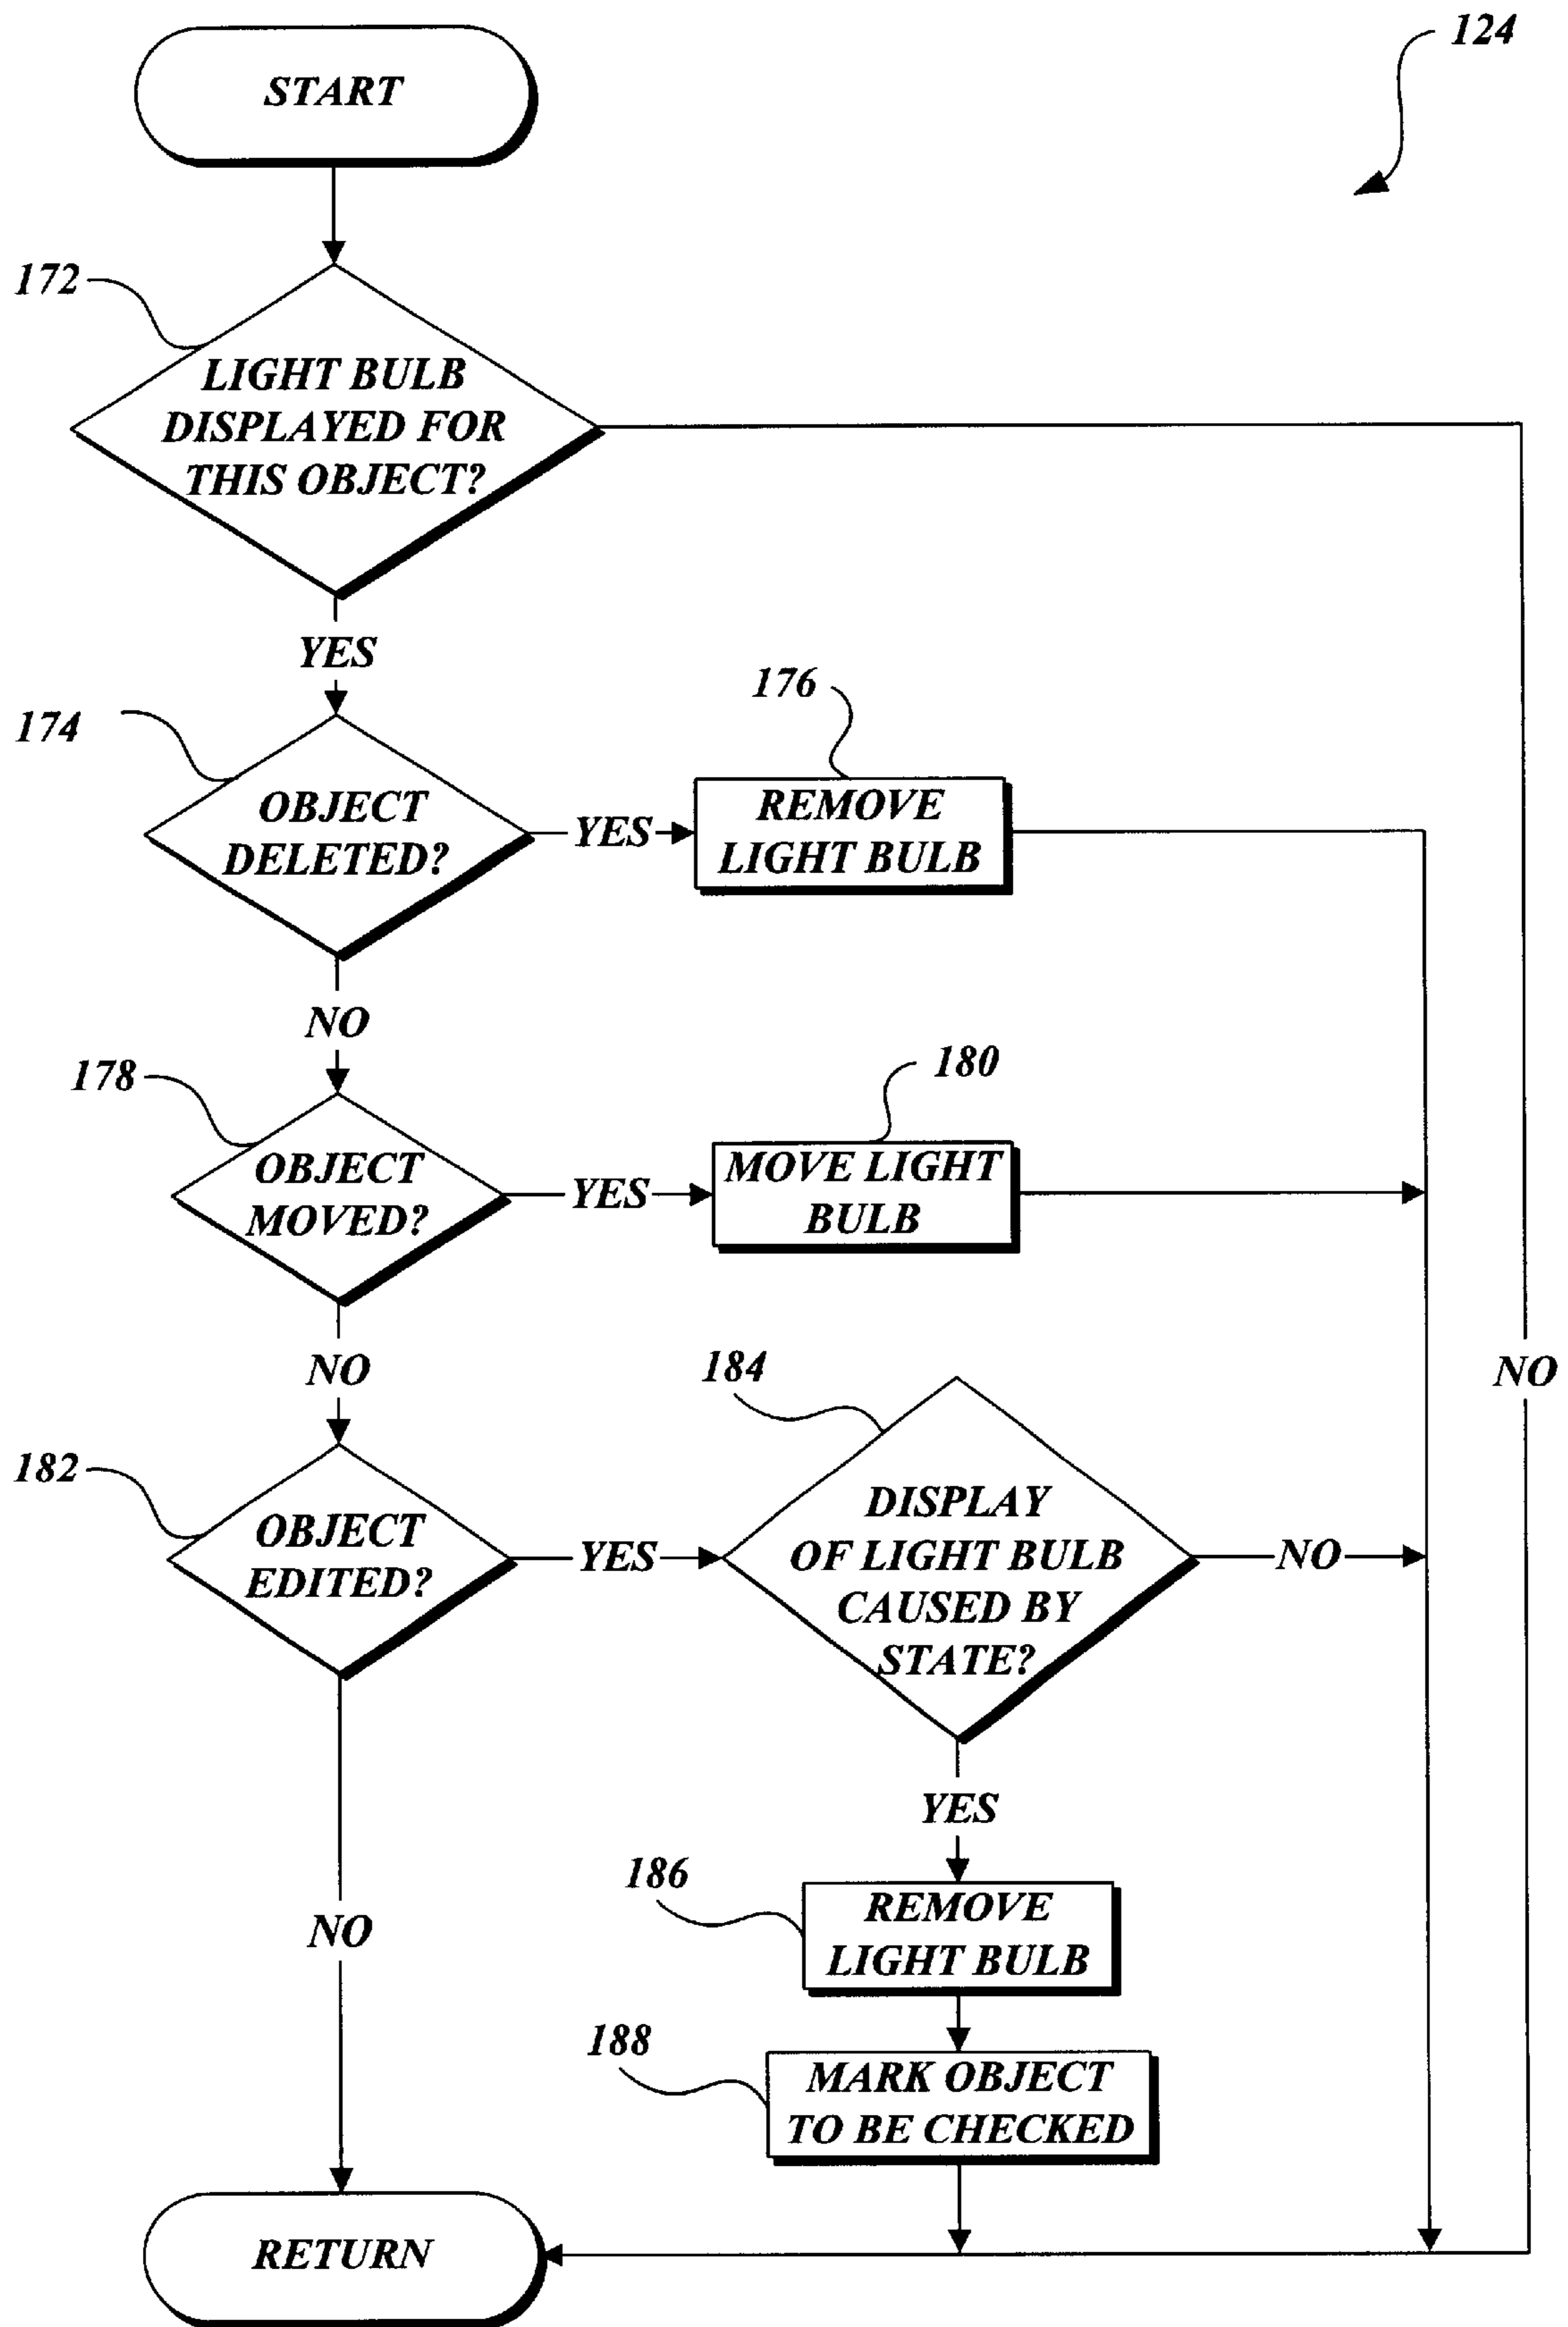 124
START
172
LIGHT BULB
DISPLAYED FOR
THIS OBJECT?
YES
174
OBJECT
DELETED?
YES
176
REMOVE
LIGHT BULB
NO
178
OBJECT
MOVED?
YES
180
MOVE LIGHT
BULB
NO
NO
182
OBJECT
EDITED?
YES
184
DISPLAY
OF LIGHT BULB
CAUSED BY
STATE?
NO
YES
186
REMOVE
LIGHT BULB
NO
188
MARK OBJECT
TO BE CHECKED
RETURN